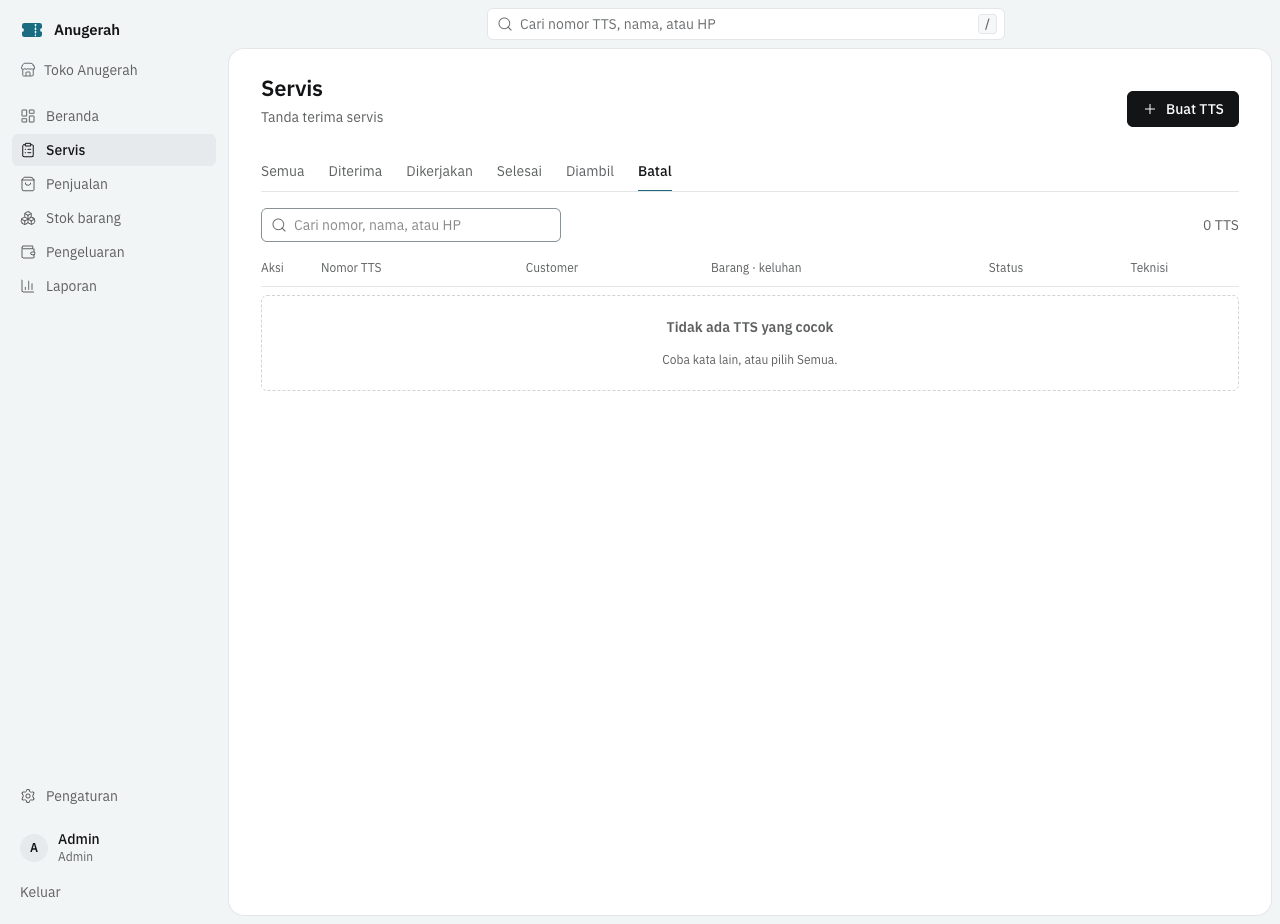 Anugerah
Cari nomor TTS, nama, atau HP
/
Toko Anugerah
Beranda
Servis
Penjualan
Stok barang
Pengeluaran
Laporan
Pengaturan
A
Admin
Admin
Keluar
Servis
Tanda terima servis
Buat TTS
Semua Diterima Dikerjakan Selesai Diambil Batal
Cari nomor, nama, atau HP
0 TTS
Aksi Nomor TTS Customer Barang · keluhan Status Teknisi
Tidak ada TTS yang cocok
Coba kata lain, atau pilih Semua.